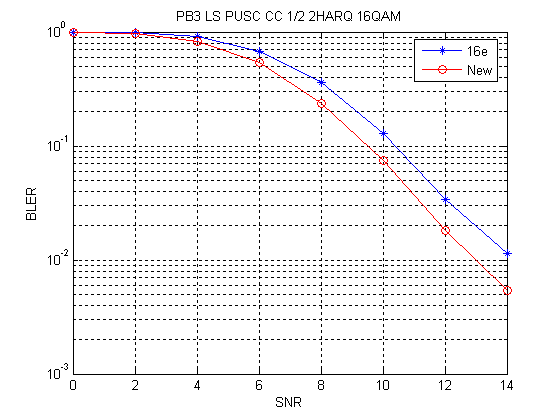 PB3 LS PUSC CC 1/2 2HARQ 16QAM
16e
New
10^0
10^-1
10^-2
10^-3
BLER
0 2 4 6 8 10 12 14
SNR